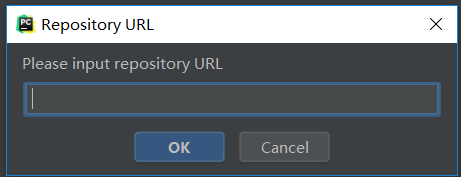 PC
Repository URL
Please input repository URL
OK
Cancel